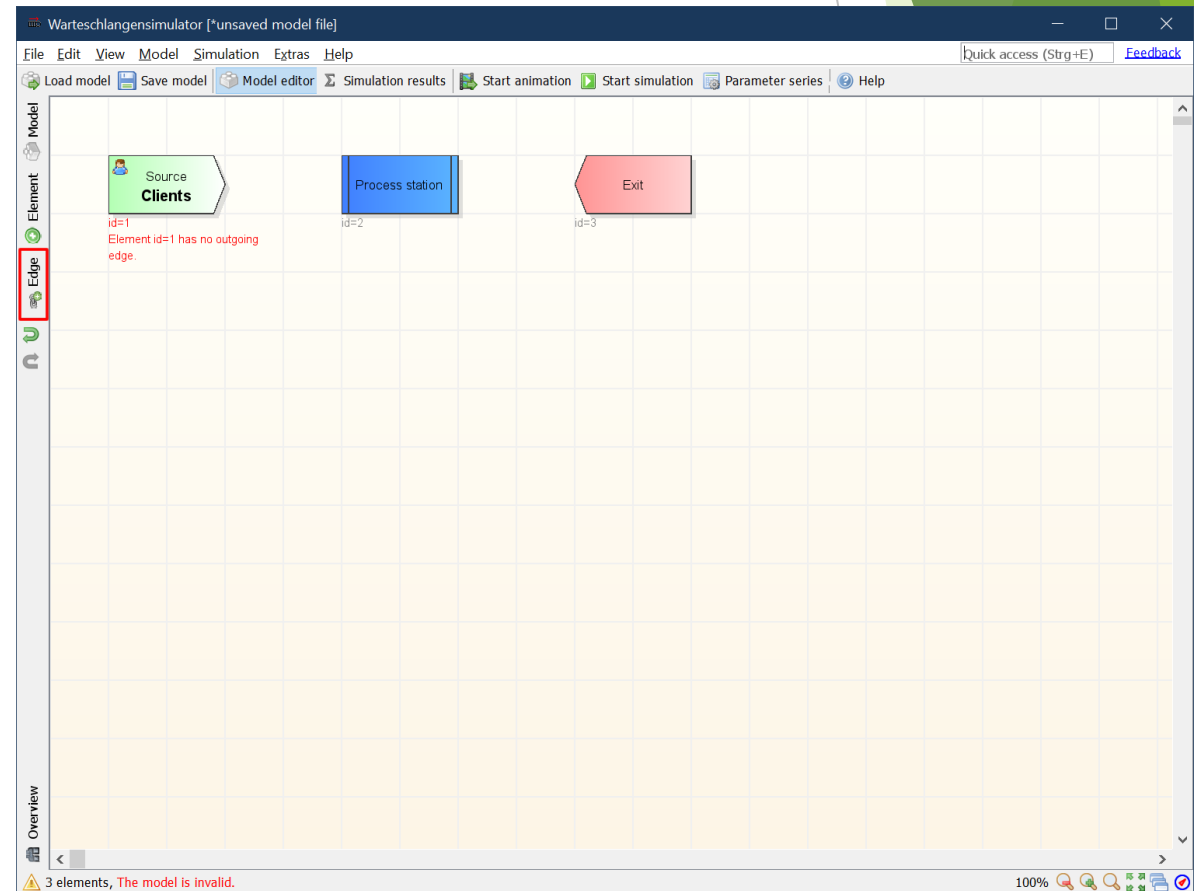 Warteschlangensimulator [*unsaved model file]
File Edit View Model Simulation Extras Help
Quick access (Strg+E) Feedback
Load model Save model Model editor Σ Simulation results Start animation Start simulation Parameter series Help
Model
Element
Edge
Overview
Source
Clients
id=1
Element id=1 has no outgoing
edge.
Process station
id=2
Exit
id=3
3 elements, The model is invalid.
100%